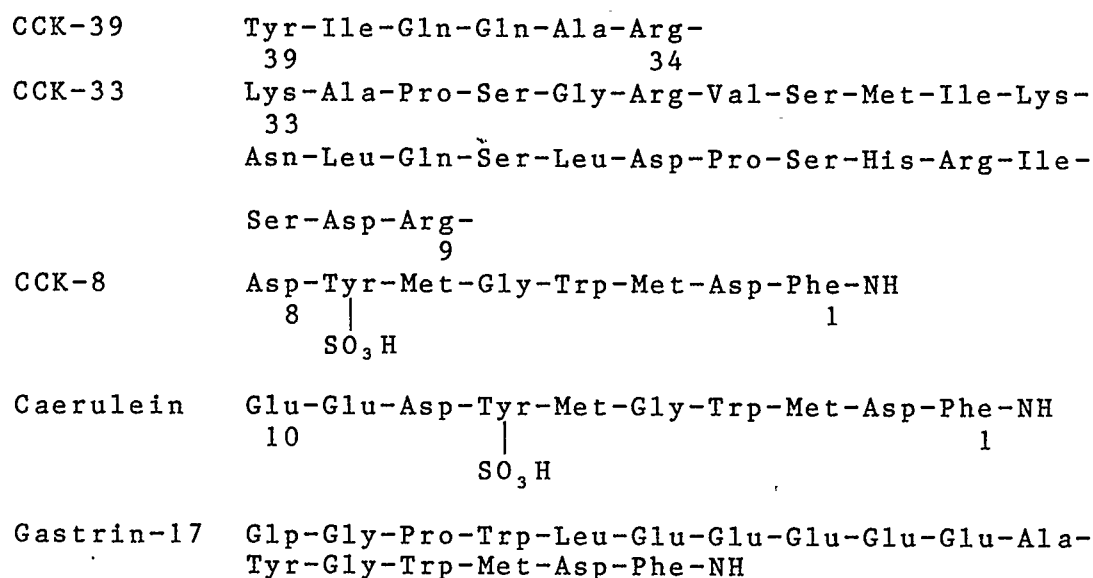 CCK-39 Tyr-Ile-Gln-Gln-Ala-Arg-
39 34
CCK-33 Lys-Ala-Pro-Ser-Gly-Arg-Val-Ser-Met-Ile-Lys-
33
Asn-Leu-Gln-Ser-Leu-Asp-Pro-Ser-His-Arg-Ile-
Ser-Asp-Arg-
9
CCK-8 Asp-Tyr-Met-Gly-Trp-Met-Asp-Phe-NH
8 1
SO₃H
Caerulein Glu-Glu-Asp-Tyr-Met-Gly-Trp-Met-Asp-Phe-NH
10 1
SO₃H
Gastrin-17 Glp-Gly-Pro-Trp-Leu-Glu-Glu-Glu-Glu-Glu-Ala-
Tyr-Gly-Trp-Met-Asp-Phe-NH